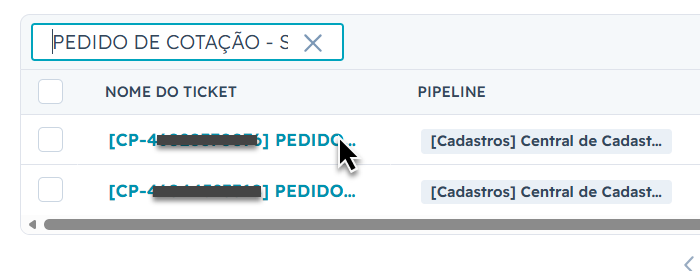 PEDIDO DE COTAÇÃO - S
NOME DO TICKET PIPELINE
[CP-4 ] PEDIDO... [Cadastros] Central de Cadast...
[CP-4 ] PEDIDO... [Cadastros] Central de Cadast...